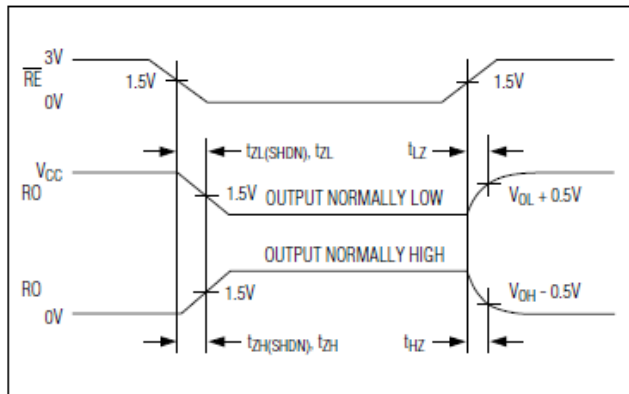 3V
RE
1.5V
1.5V
0V
tZL(SHDN), tZL
tLZ
VCC
RO
1.5V
OUTPUT NORMALLY LOW
VOL + 0.5V
OUTPUT NORMALLY HIGH
RO
1.5V
VOH - 0.5V
0V
tZH(SHDN), tZH
tHZ